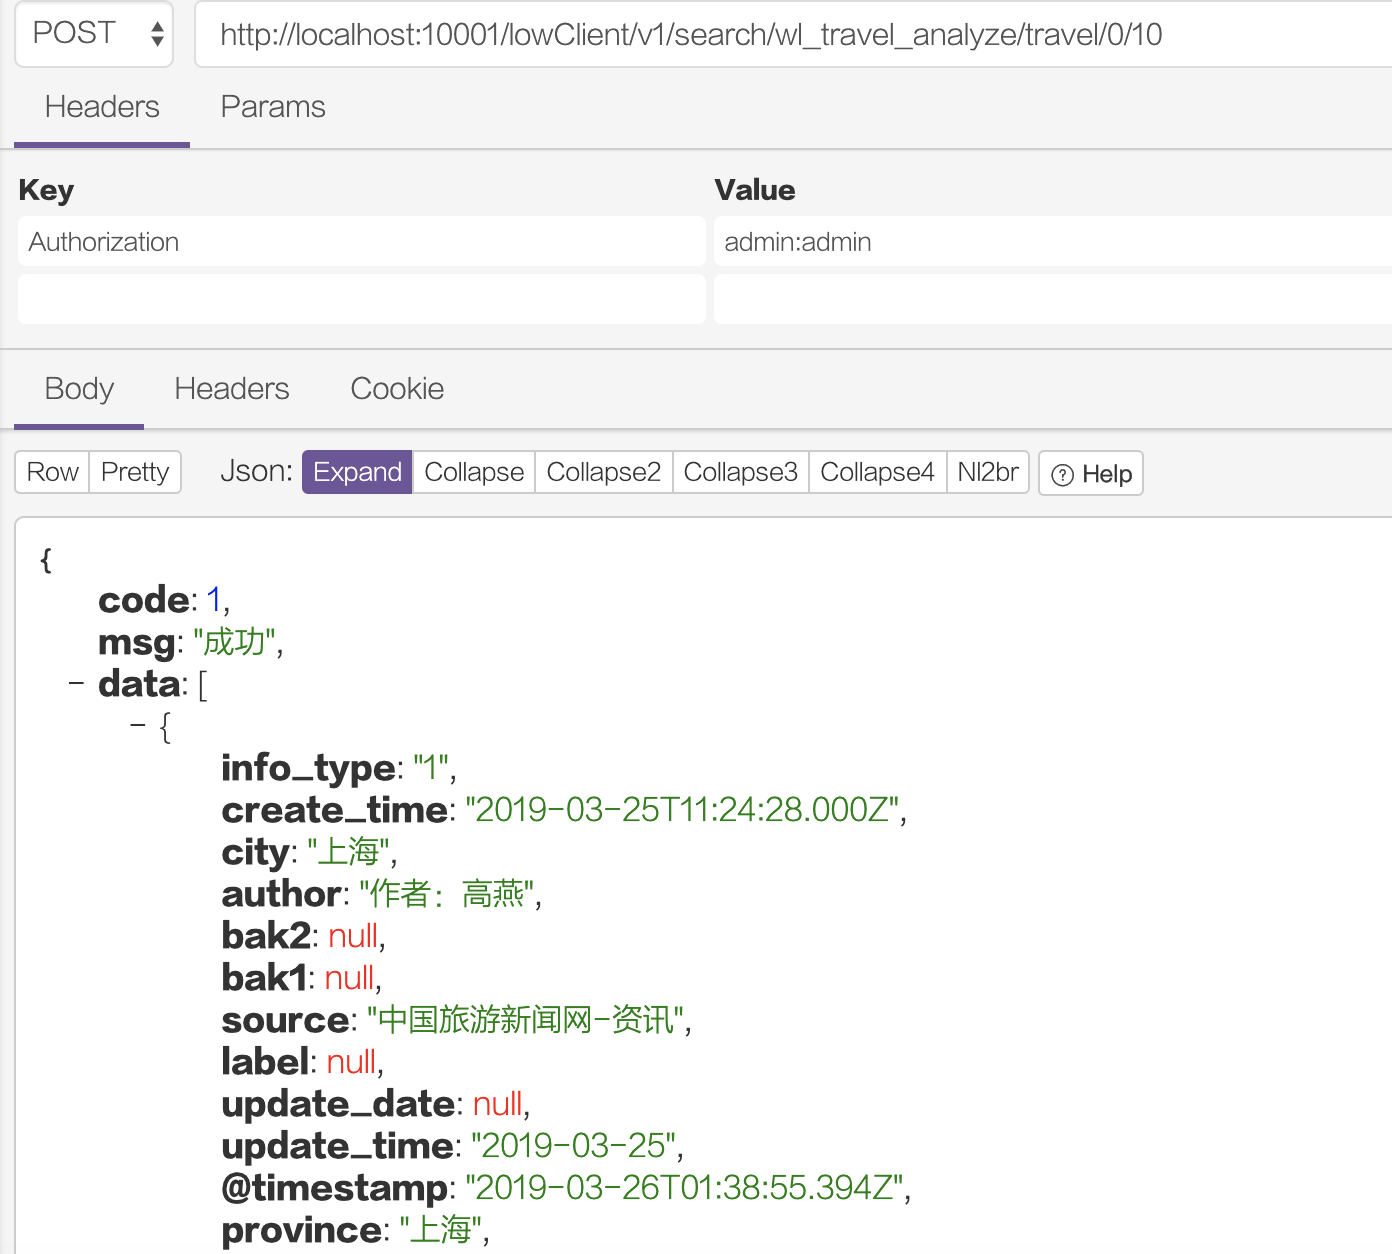 POST http://localhost:10001/lowClient/v1/search/wl_travel_analyze/travel/0/10
Headers Params
Key Value
Authorization admin:admin
Body Headers Cookie
Row Pretty Json: Expand Collapse Collapse2 Collapse3 Collapse4 Nl2br ? Help
{
code: 1,
msg: "成功",
- data: [
- {
info_type: "1",
create_time: "2019-03-25T11:24:28.000Z",
city: "上海",
author: "作者：高燕",
bak2: null,
bak1: null,
source: "中国旅游新闻网-资讯",
label: null,
update_date: null,
update_time: "2019-03-25",
@timestamp: "2019-03-26T01:38:55.394Z",
province: "上海",